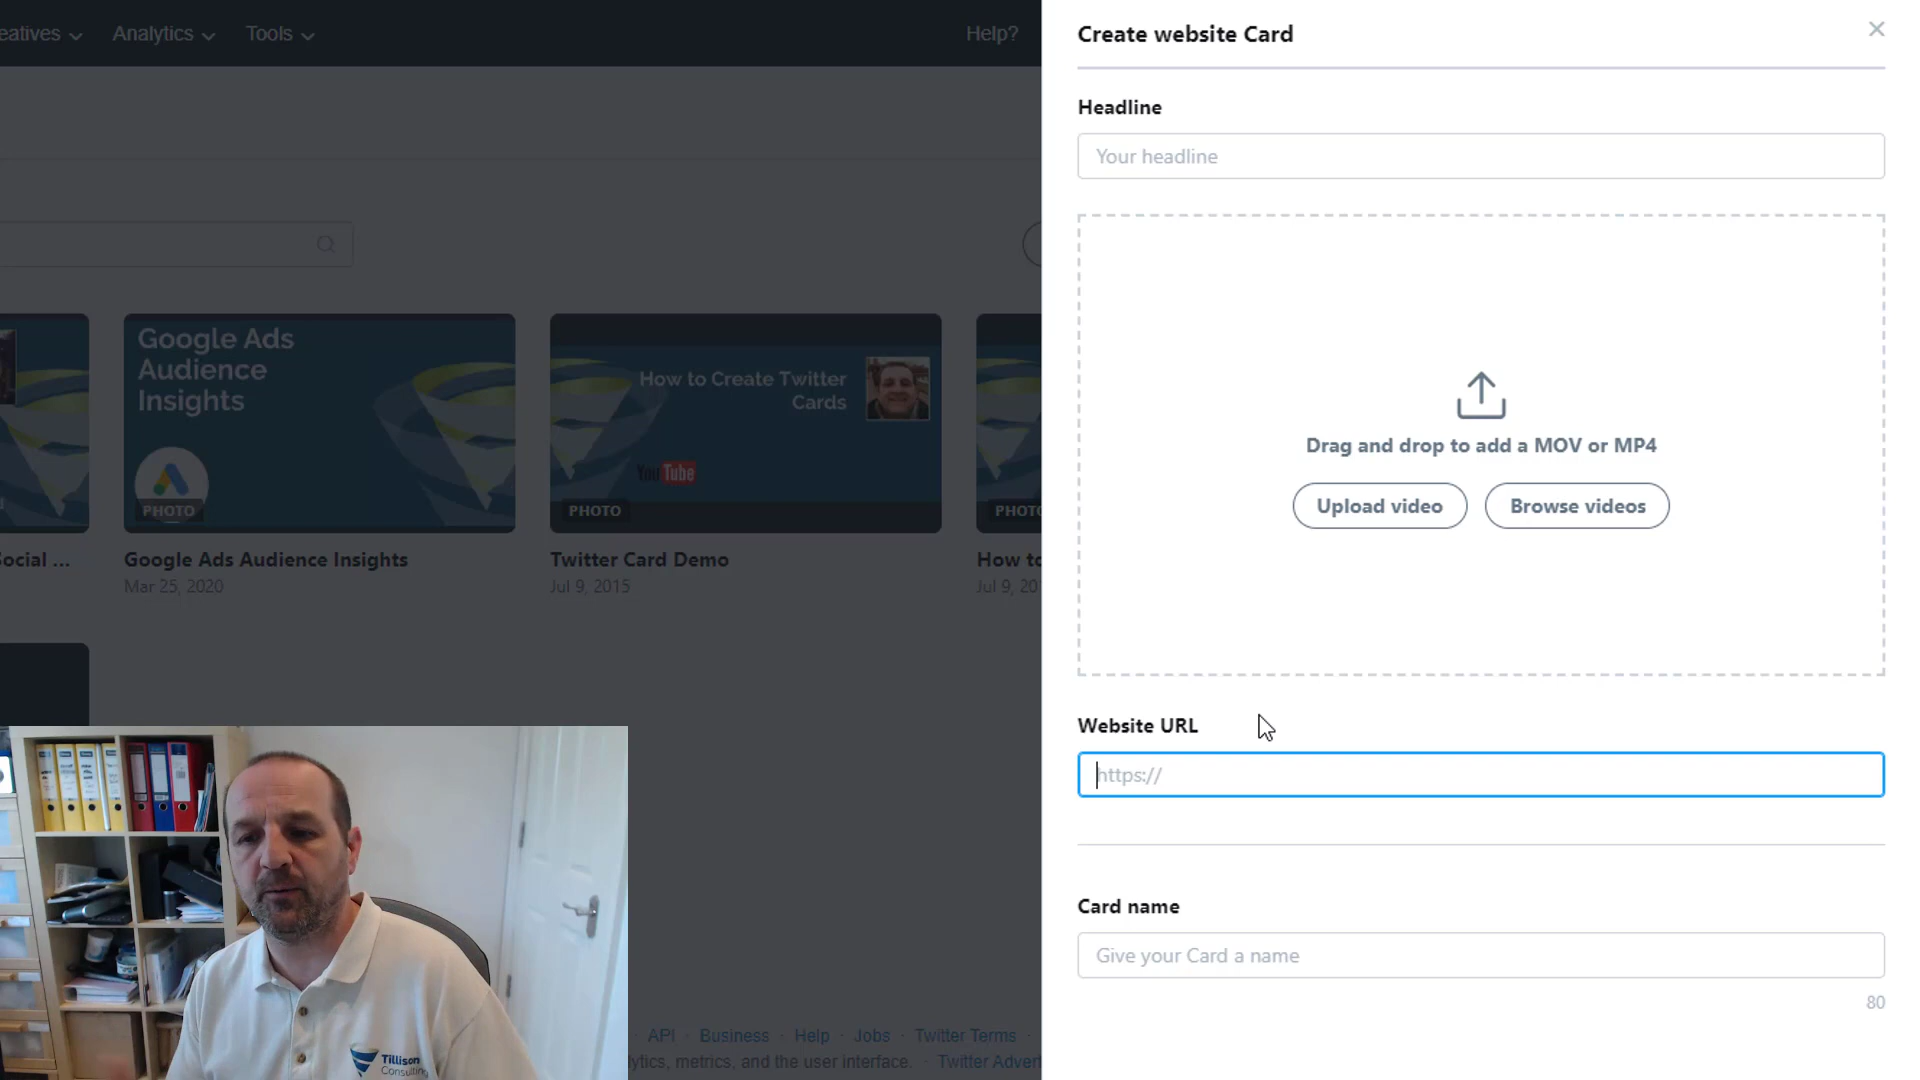 eatives
Analytics
Tools
Help?
Create website Card
Headline
Your headline
Google Ads
Audience
Insights
PHOTO
How to Create Twitter
Cards
YouTube
PHOTO
PHOTO
Drag and drop to add a MOV or MP4
Upload video
Browse videos
ocial ...
Google Ads Audience Insights
Mar 25, 2020
Twitter Card Demo
Jul 9, 2015
How to
Jul 9, 20
Website URL
https://
Card name
Give your Card a name
80
API · Business · Help · Jobs · Twitter Terms ·
lytics, metrics, and the user interface. · Twitter Advert
Tillison
Consulting